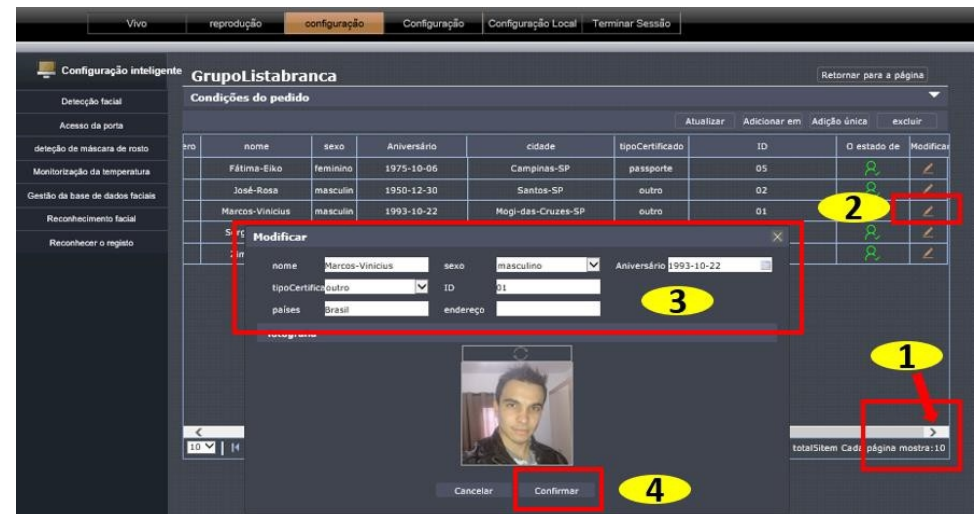 Vivo reprodução configuração Configuração Configuração Local Terminar Sessão
Configuração inteligente
Detecção facial
Acesso da porta
deteção de máscara de rosto
Monitorização da temperatura
Gestão da base de dados faciais
Reconhecimento facial
Reconhecer o registo
GrupoListabranca Retornar para a página
Condições do pedido
Atualizar Adicionar em Adição única excluir
ero nome sexo Aniversário cidade tipoCertificado ID O estado de Modificar
Fátima-Eiko feminino 1975-10-06 Campinas-SP passporte 05
José-Rosa masculin 1950-12-30 Santos-SP outro 02
Marcos-Vinicius masculin 1993-10-22 Mogi-das-Cruzes-SP outro 01
2
Modificar
nome Marcos-Vinicius sexo masculino Aniversário 1993-10-22
tipoCertific outro ID 01
países Brasil endereço
3
fotografia
1
10 totalSitem Cada página mostra:10
Cancelar Confirmar
4